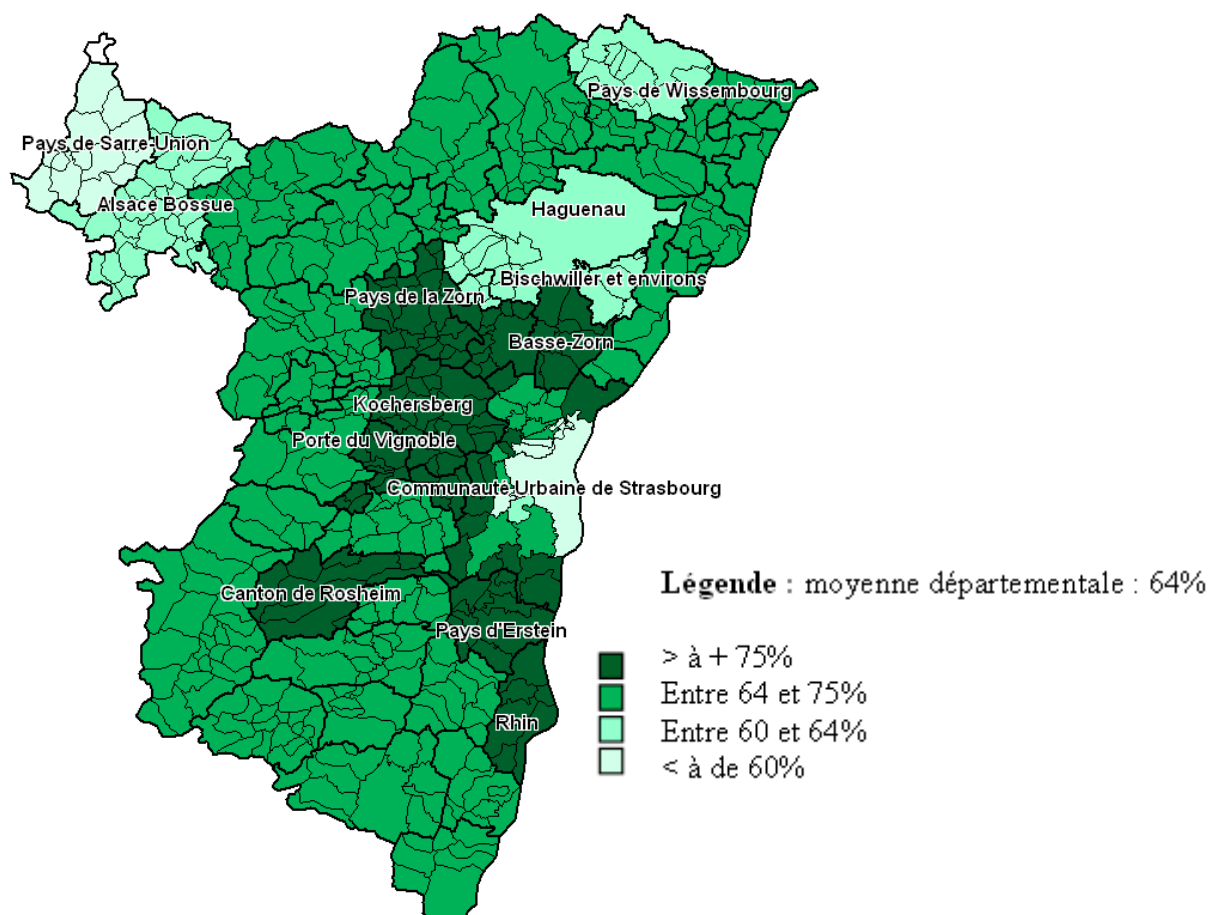 Pays de Wissembourg
Pays de Sarre-Union
Alsace Bossue
Haguenau
Bischwiller et environs
Pays de la Zorn
Basse-Zorn
Kochersberg
Porte du Vignoble
Communauté Urbaine de Strasbourg
Canton de Rosheim
Pays d'Erstein
Rhin
Légende : moyenne départementale : 64%
> à + 75%
Entre 64 et 75%
Entre 60 et 64%
< à de 60%